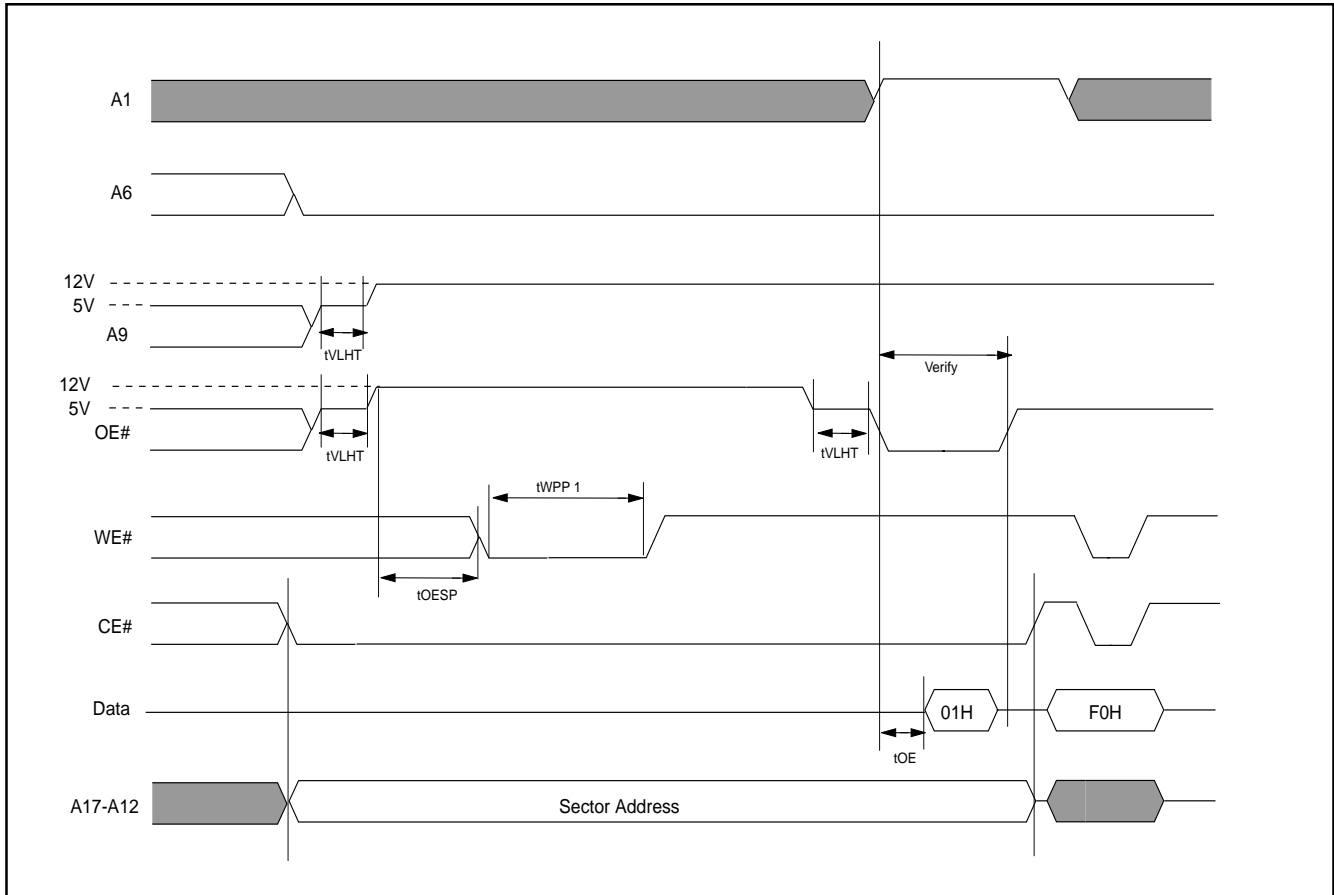 A1
A6
12V
5V
A9
tVLHT
Verify
12V
5V
OE#
tVLHT
tVLHT
tWPP 1
WE#
tOESP
CE#
Data
01H
F0H
tOE
A17-A12
Sector Address